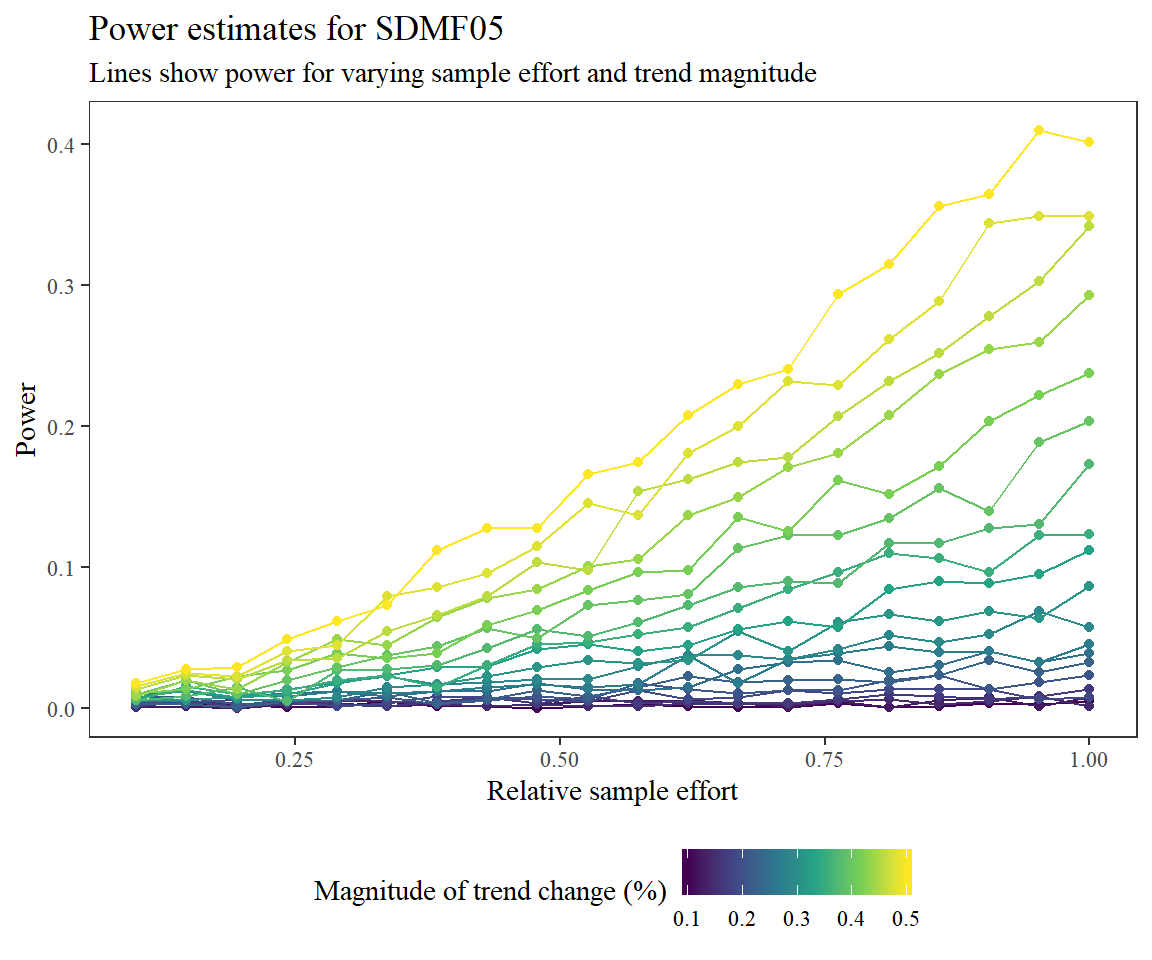 Power estimates for SDMF05
Lines show power for varying sample effort and trend magnitude
0.4
0.3
0.2
0.1
0.0
Power
0.25 0.50 0.75 1.00
Relative sample effort
Magnitude of trend change (%)
0.1 0.2 0.3 0.4 0.5